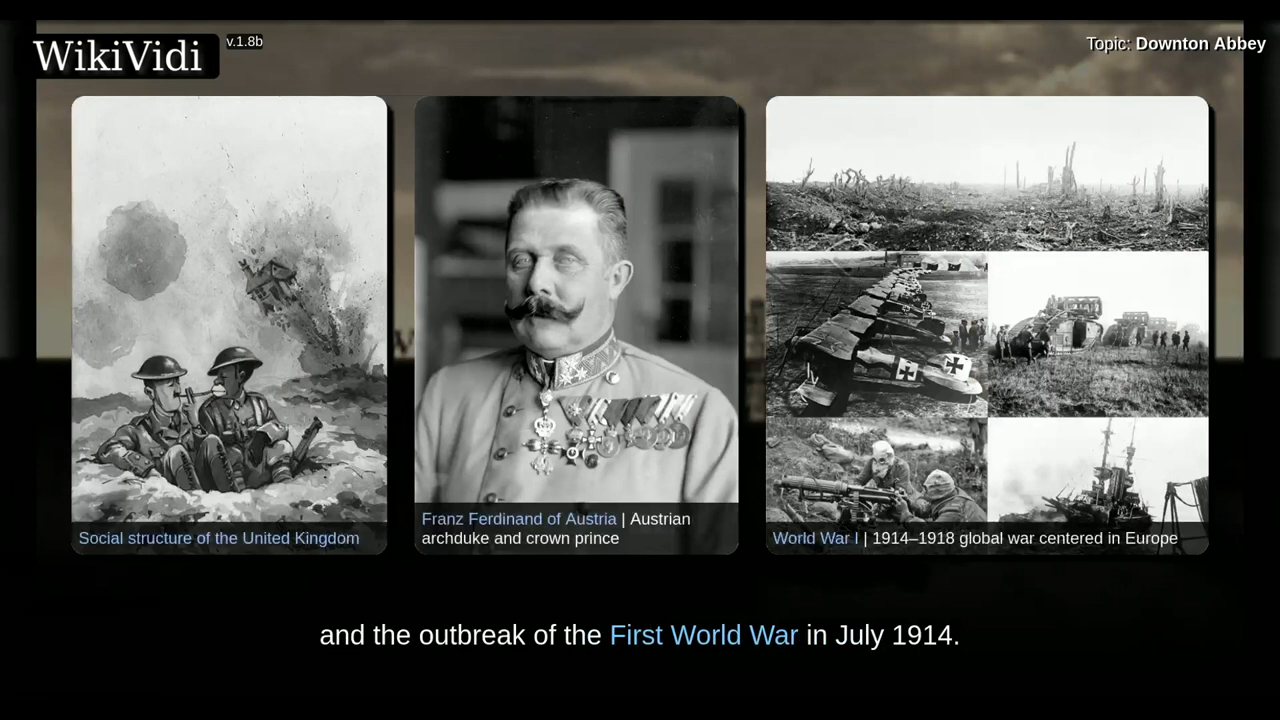 WikiVidi
v.1.8b
Topic: Downton Abbey
Social structure of the United Kingdom
Franz Ferdinand of Austria | Austrian
archduke and crown prince
World War I | 1914–1918 global war centered in Europe
and the outbreak of the First World War in July 1914.